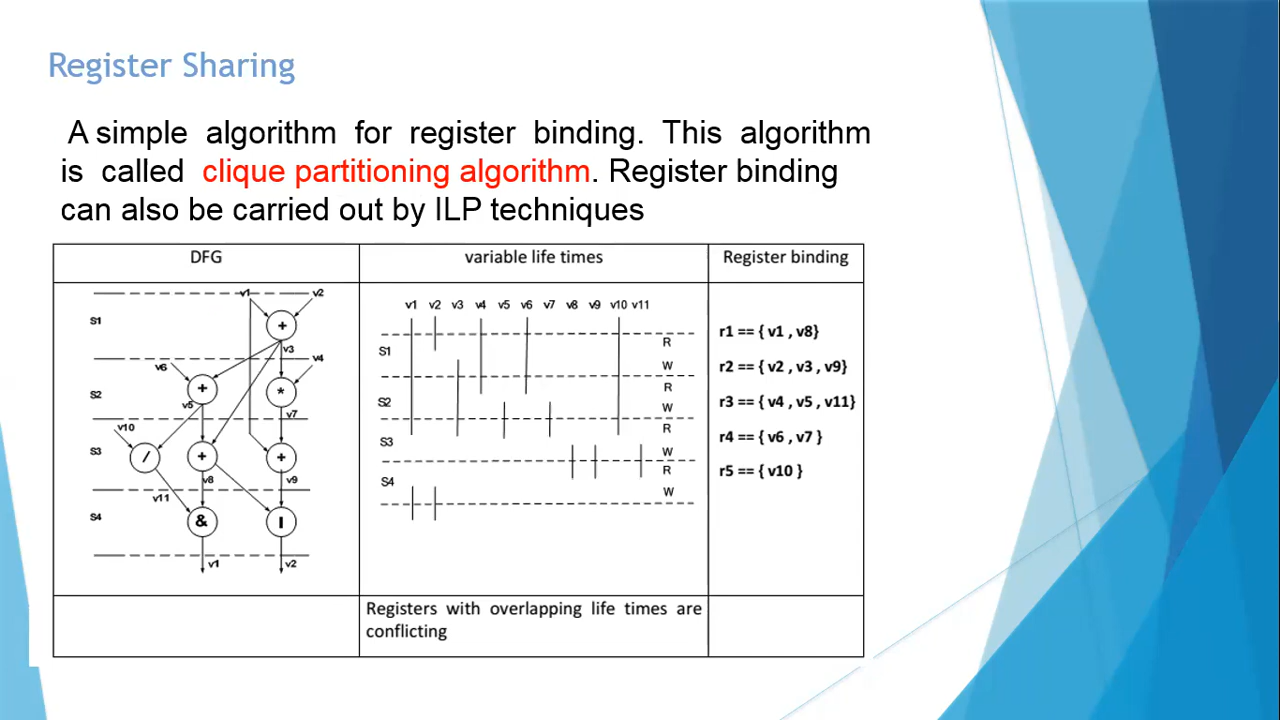 Register Sharing
A simple algorithm for register binding. This algorithm
is called clique partitioning algorithm. Register binding
can also be carried out by ILP techniques
DFG
v1 v2
S1
+
v3
v4
v6
S2
+ *
v5
v7
v10
S3
/ + +
v8 v9
v11
S4
& |
v1 v2
variable life times
v1 v2 v3 v4 v5 v6 v7 v8 v9 v10 v11
R
S1
W
R
S2
W
R
S3
W
R
S4
W
Registers with overlapping life times are
conflicting
Register binding
r1 == { v1 , v8}
r2 == { v2 , v3 , v9}
r3 == { v4 , v5 , v11}
r4 == { v6 , v7 }
r5 == { v10 }